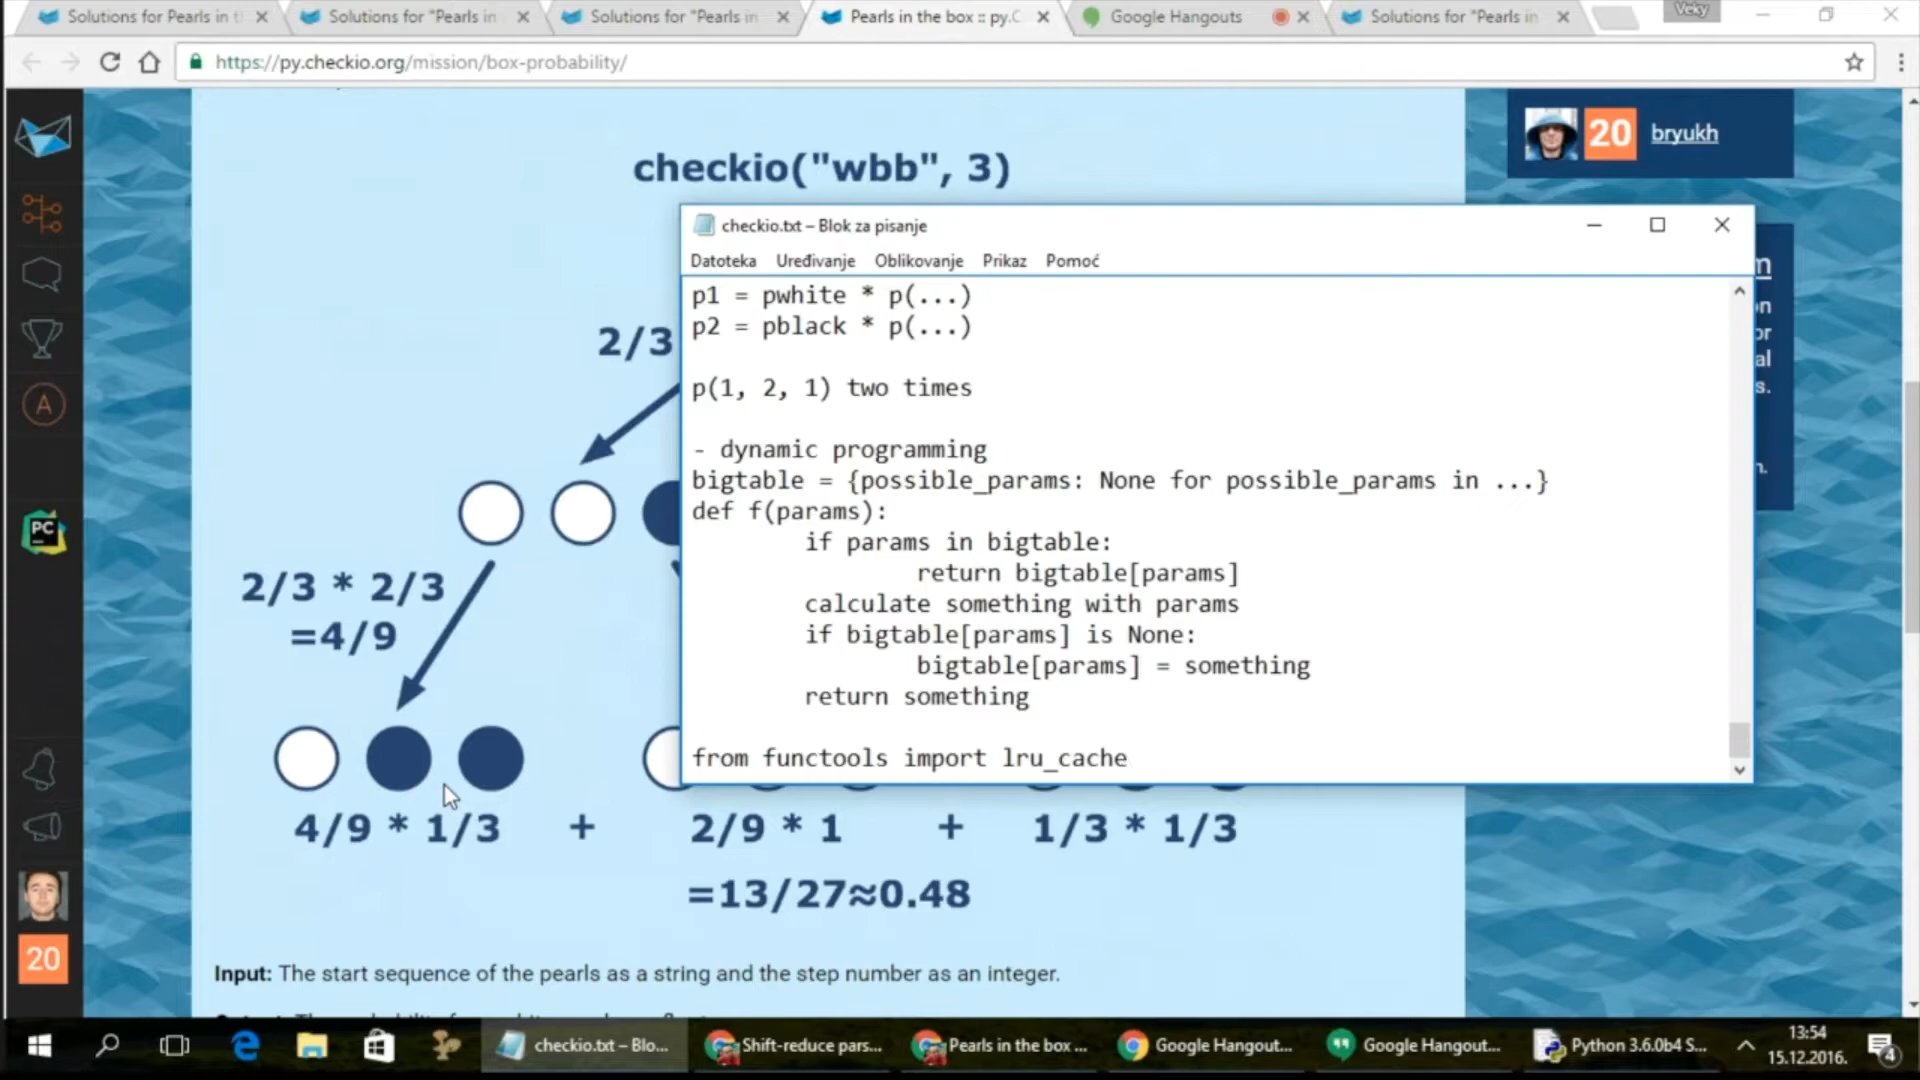 Solutions for Pearls in t
Solutions for "Pearls in
Solutions for "Pearls in
Pearls in the box :: py.C
Google Hangouts
Solutions for "Pearls in
Veky
https://py.checkio.org/mission/box-probability/
20 bryukh
checkio("wbb", 3)
checkio.txt – Blok za pisanje
Datoteka Uređivanje Oblikovanje Prikaz Pomoć
p1 = pwhite * p(...)
p2 = pblack * p(...)
p(1, 2, 1) two times
- dynamic programming
bigtable = {possible_params: None for possible_params in ...}
def f(params):
if params in bigtable:
return bigtable[params]
calculate something with params
if bigtable[params] is None:
bigtable[params] = something
return something
from functools import lru_cache
2/3
2/3 * 2/3
=4/9
4/9 * 1/3 + 2/9 * 1 + 1/3 * 1/3
=13/27≈0.48
Input: The start sequence of the pearls as a string and the step number as an integer.
A
PC
20
checkio.txt – Blo...
Shift-reduce pars...
Pearls in the box ...
Google Hangout...
Google Hangout...
Python 3.6.0b4 S...
13:54
15.12.2016.
4